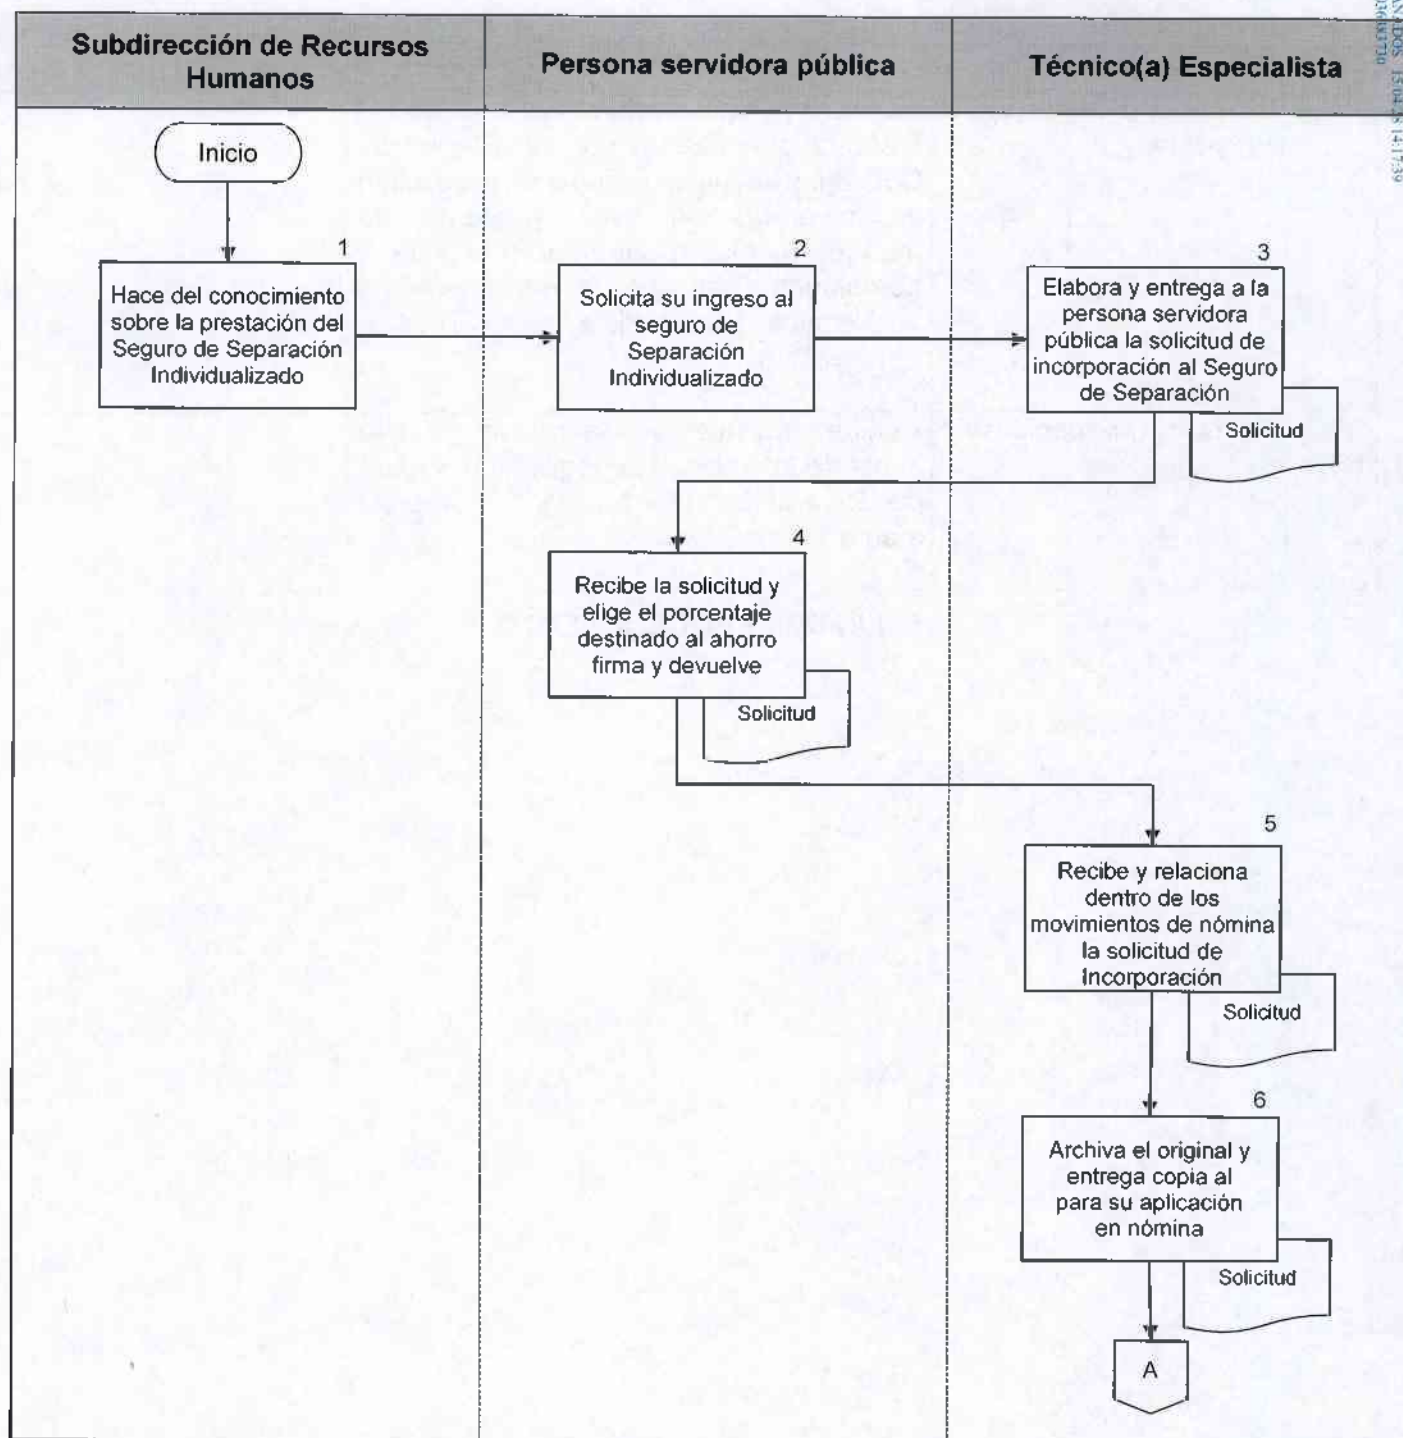 Subdirección de Recursos
Humanos
Persona servidora pública
Técnico(a) Especialista
Inicio
1
Hace del conocimiento
sobre la prestación del
Seguro de Separación
Individualizado
2
Solicita su ingreso al
seguro de
Separación
Individualizado
3
Elabora y entrega a la
persona servidora
pública la solicitud de
incorporación al Seguro
de Separación
Solicitud
4
Recibe la solicitud y
elige el porcentaje
destinado al ahorro
firma y devuelve
Solicitud
5
Recibe y relaciona
dentro de los
movimientos de nómina
la solicitud de
Incorporación
Solicitud
6
Archiva el original y
entrega copia al
para su aplicación
en nómina
Solicitud
A